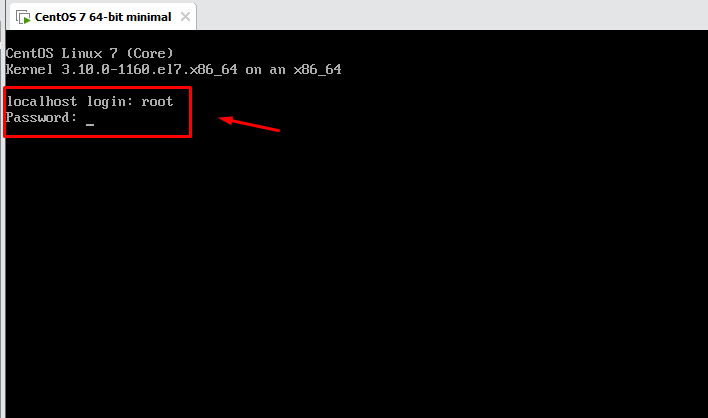 CentOS 7 64-bit minimal
CentOS Linux 7 (Core)
Kernel 3.10.0-1160.el7.x86_64 on an x86_64
localhost login: root
Password: _